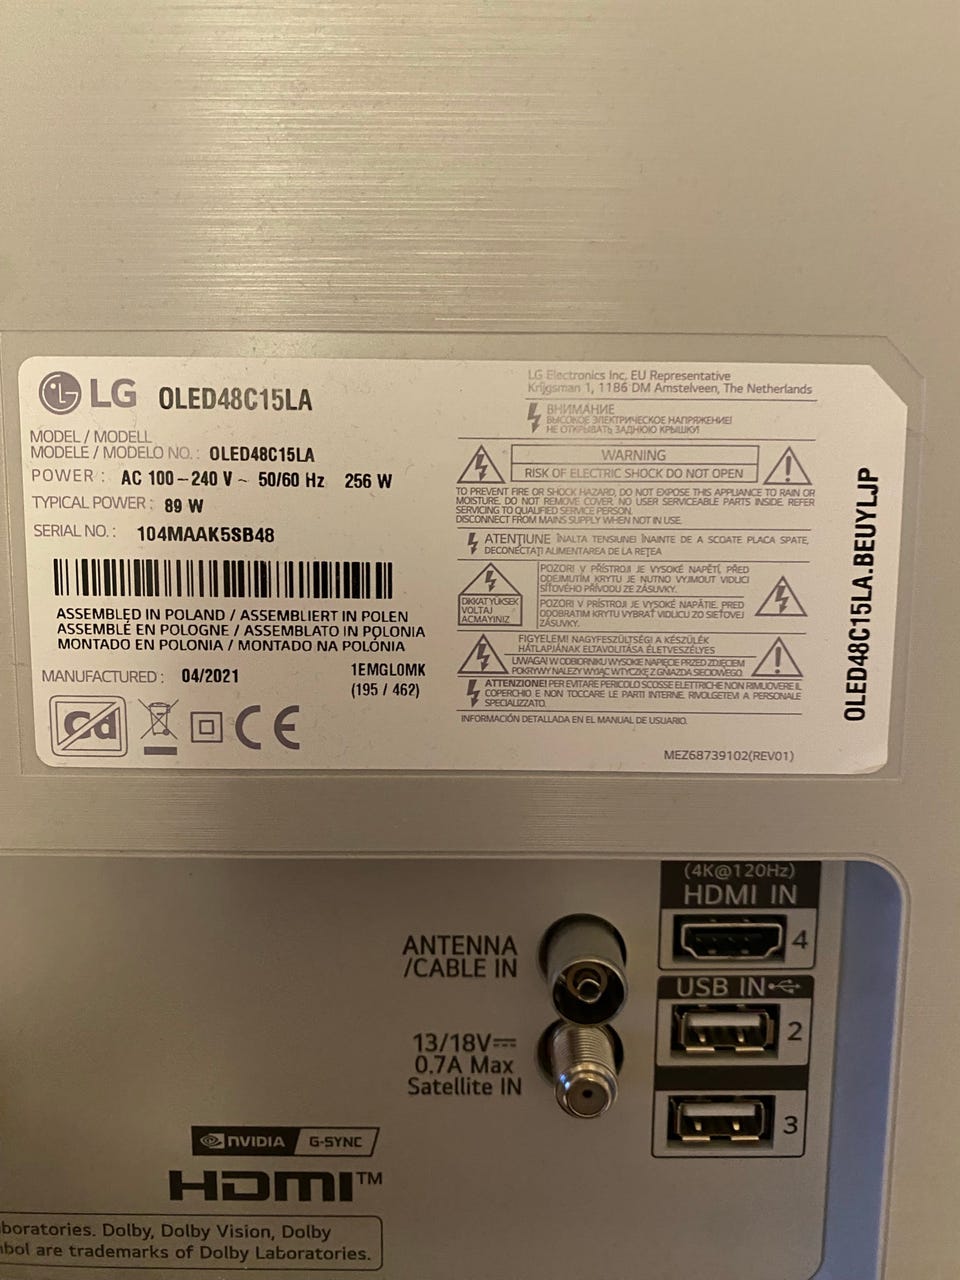 LG OLED48C15LA
MODEL / MODELL
MODELE / MODELO NO. : OLED48C15LA
POWER : AC 100~240 V ~ 50/60 Hz 256 W
TYPICAL POWER : 89 W
SERIAL NO. : 104MAAK5SB48
ASSEMBLED IN POLAND / ASSEMBLIERT IN POLEN
ASSEMBLÉ EN POLOGNE / ASSEMBLATO IN POLONIA
MONTADO EN POLONIA / MONTADO NA POLÓNIA
MANUFACTURED : 04/2021
1EMGL0MK
(195 / 462)
CE
LG Electronics Inc. EU Representative
Krijgsman 1, 1186 DM Amstelveen, The Netherlands
ВНИМАНИЕ
ВЫСОКОЕ ЭЛЕКТРИЧЕСКОЕ НАПРЯЖЕНИЕ!
НЕ ОТКРЫВАТЬ ЗАДНЮЮ КРЫШКУ!
WARNING
RISK OF ELECTRIC SHOCK DO NOT OPEN
TO PREVENT FIRE OR SHOCK HAZARD, DO NOT EXPOSE THIS APPLIANCE TO RAIN OR
MOISTURE. DO NOT REMOVE COVER. NO USER SERVICEABLE PARTS INSIDE. REFER
SERVICING TO QUALIFIED SERVICE PERSON.
DISCONNECT FROM MAINS SUPPLY WHEN NOT IN USE.
ATENŢIUNE ÎNALTA TENSIUNE! ÎNAINTE DE A SCOATE PLACA SPATE,
DECONECTAŢI ALIMENTAREA DE LA REŢEA
DIKKAT YUKSEK
VOLTAJ
ACMAYINIZ
POZOR! V PŘÍSTROJI JE VYSOKÉ NAPĚTÍ, PŘED
ODEJMUTÍM KRYTU JE NUTNO VYJMOUT VIDLICI
SÍŤOVÉHO PŘÍVODU ZE ZÁSUVKY.
POZOR! V PRÍSTROJI JE VYSOKÉ NAPÄTIE. PRED
ODOBRATIM KRYTU VYBRAŤ VIDLICU ZO SIEŤOVEJ
ZÁSUVKY.
FIGYELEM! NAGYFESZÜLTSÉG! A KÉSZÜLÉK
HÁTLAPJÁNAK ELTÁVOLÍTÁSA ÉLETVESZÉLYES
UWAGA! W ODBIORNIKU WYSOKIE NAPIĘCIE PRZED ZDJĘCIEM
POKRYWY NALEŻY WYJĄĆ WTYCZKĘ Z GNIAZDA SIECIOWEGO.
ATTENZIONE! PER EVITARE PERICOLO SCOSSE ELETTRICHE NON RIMUOVERE IL
COPERCHIO E NON TOCCARE LE PARTI INTERNE. RIVOLGETEVI A PERSONALE
SPECIALIZZATO.
INFORMACIÓN DETALLADA EN EL MANUAL DE USUARIO.
MEZ68739102(REV01)
OLED48C15LA.BEUYLJP
(4K@120Hz)
HDMI IN
4
ANTENNA
/CABLE IN
USB IN
2
13/18V
0.7A Max
Satellite IN
3
NVIDIA G-SYNC
HDMI™
boratories. Dolby, Dolby Vision, Dolby
bol are trademarks of Dolby Laboratories.